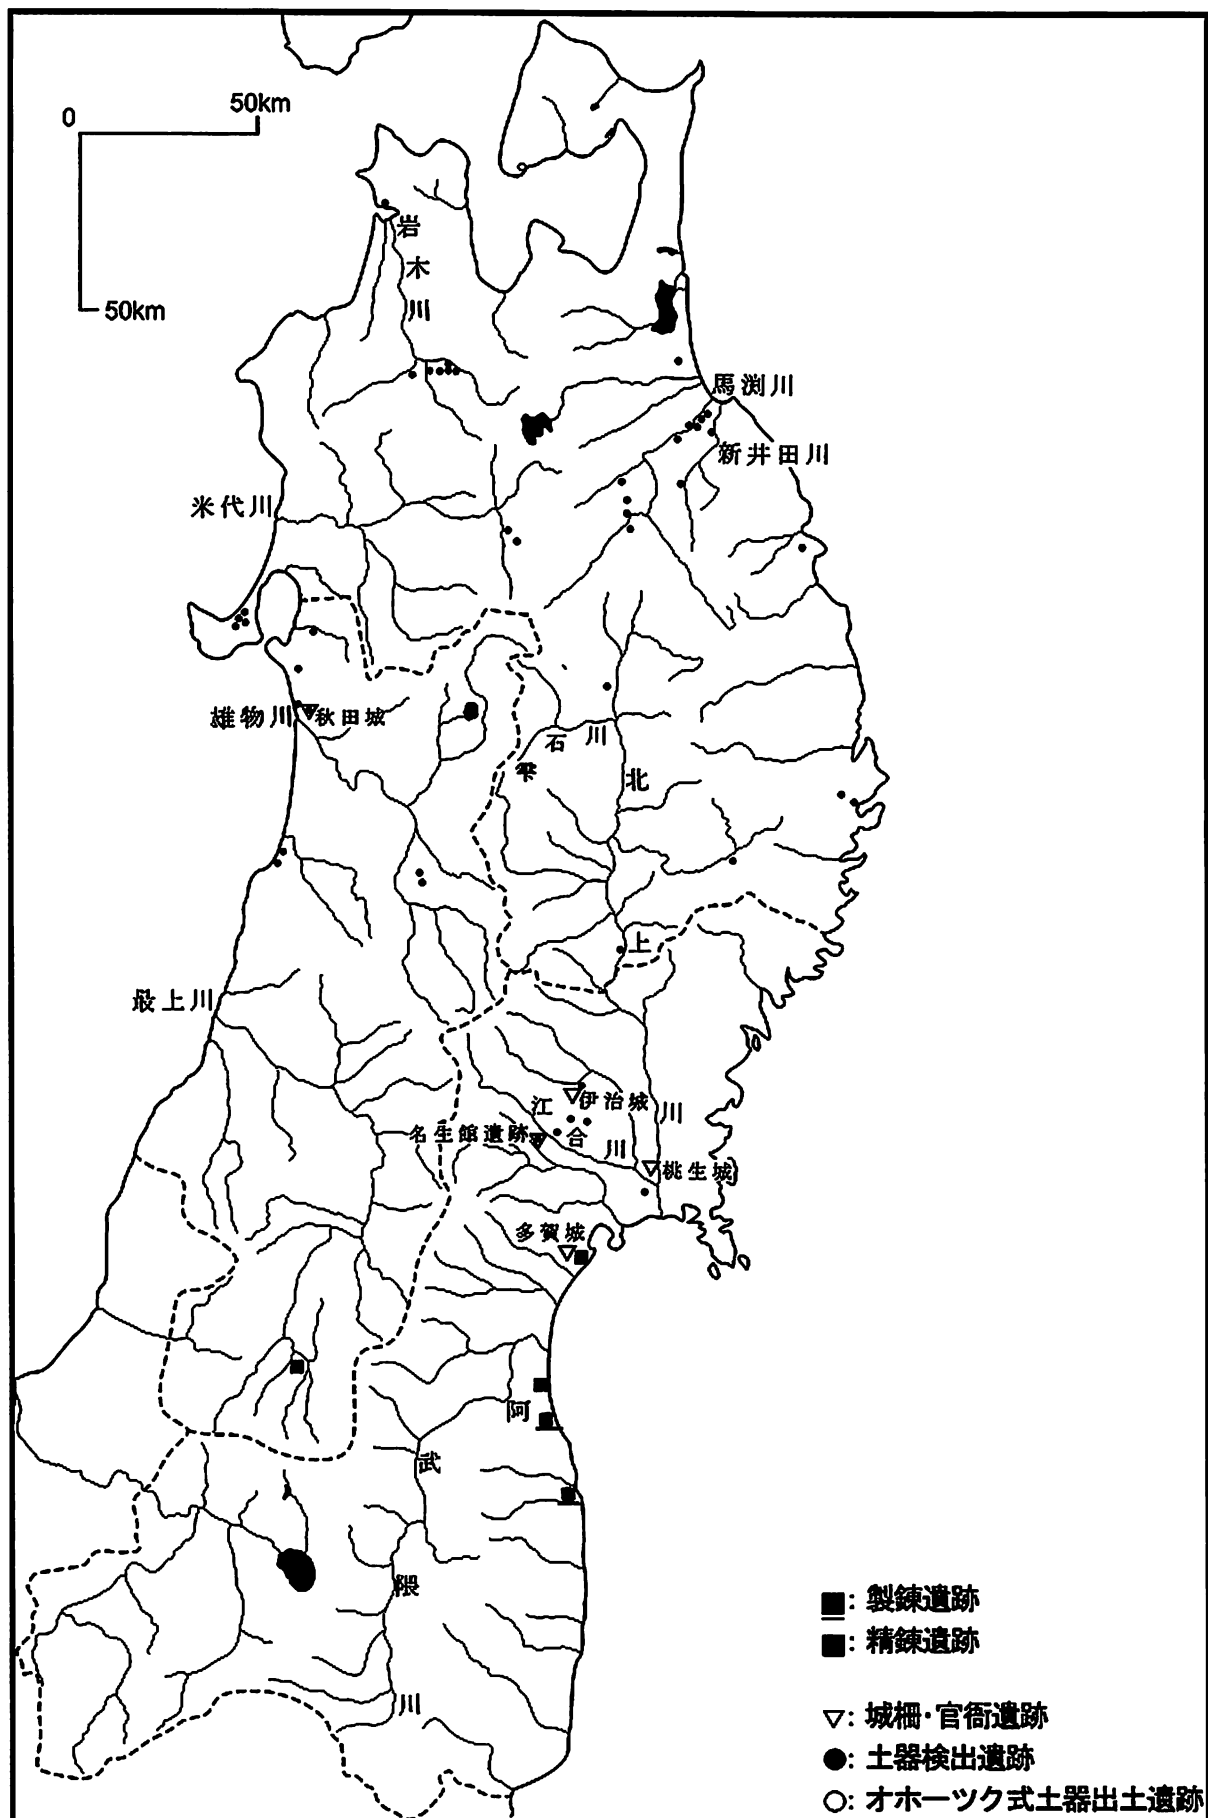 0
50km
50km
岩木川
馬渕川
新井田川
米代川
雄物川
秋田城
雫石川
北上川
最上川
伊治城
江合川
名生館遺跡
桃生城
多賀城
阿武隈川
■: 製錬遺跡
■: 精錬遺跡
▽: 城柵・官衙遺跡
●: 土器検出遺跡
○: オホーツク式土器出土遺跡